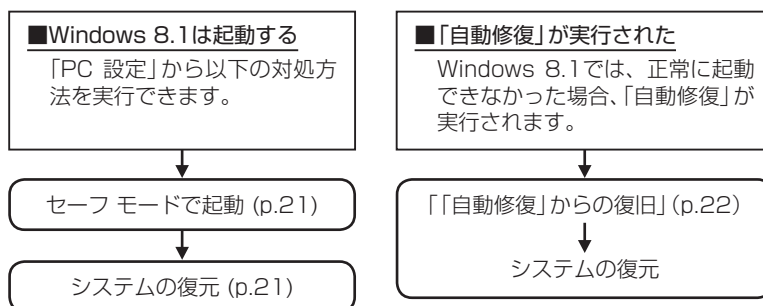 ■Windows 8.1は起動する
「PC 設定」から以下の対処方
法を実行できます。
セーフ モードで起動 (p.21)
システムの復元 (p.21)
■「自動修復」が実行された
Windows 8.1では、正常に起動
できなかった場合、「自動修復」が
実行されます。
「「自動修復」からの復旧」(p.22)
システムの復元